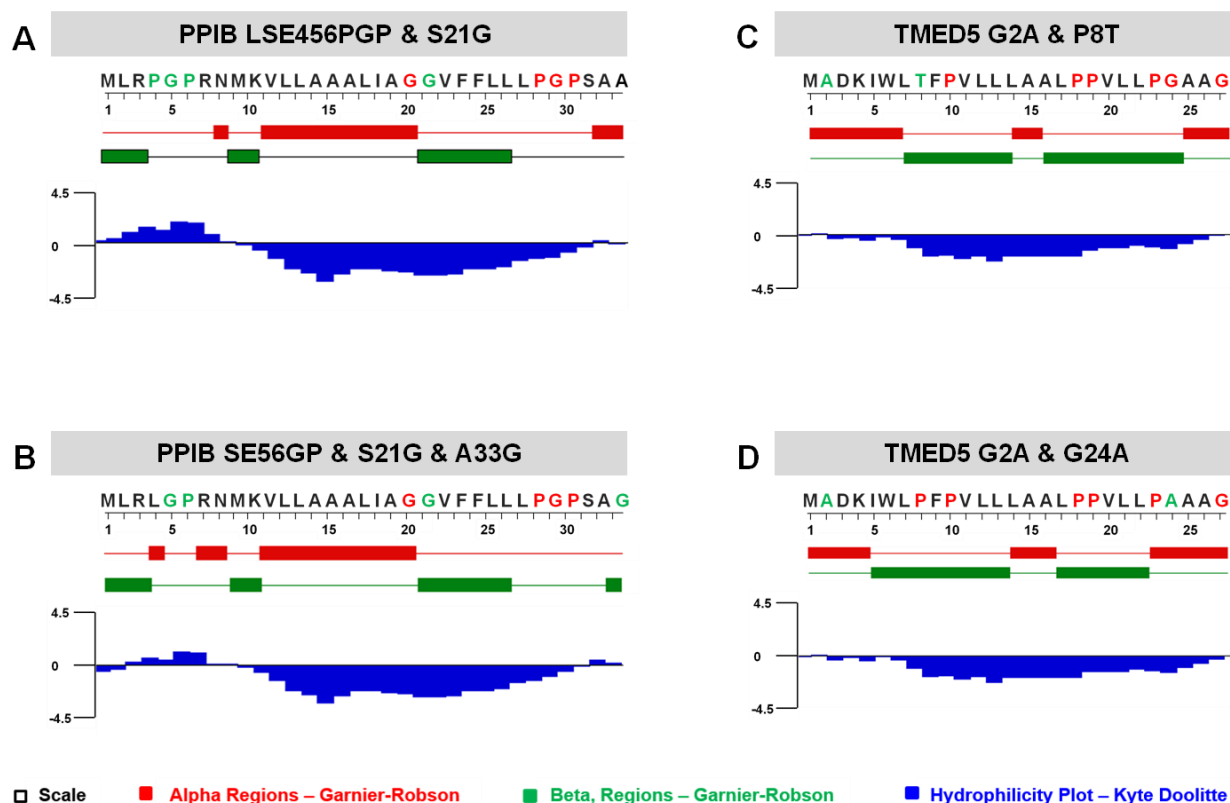 A
PPIB LSE456PGP & S21G
MLRPGPRNMKVLLAAALIAGGVFFLLLPGPSAA
1 5 10 15 20 25 30
4.5
0
-4.5
C
TMED5 G2A & P8T
MADKIWLTFPVLLLAALPPVLLPGAAG
1 5 10 15 20 25
4.5
0
-4.5
B
PPIB SE56GP & S21G & A33G
MLRLGPRNMKVLLAAALIAGGVFFLLLPGPSAG
1 5 10 15 20 25 30
4.5
0
-4.5
D
TMED5 G2A & G24A
MADKIWLPFPVLLLAALPPVLLPAAAG
1 5 10 15 20 25
4.5
0
-4.5
Scale
Alpha Regions – Garnier-Robson
Beta, Regions – Garnier-Robson
Hydrophilicity Plot – Kyte Doolitte